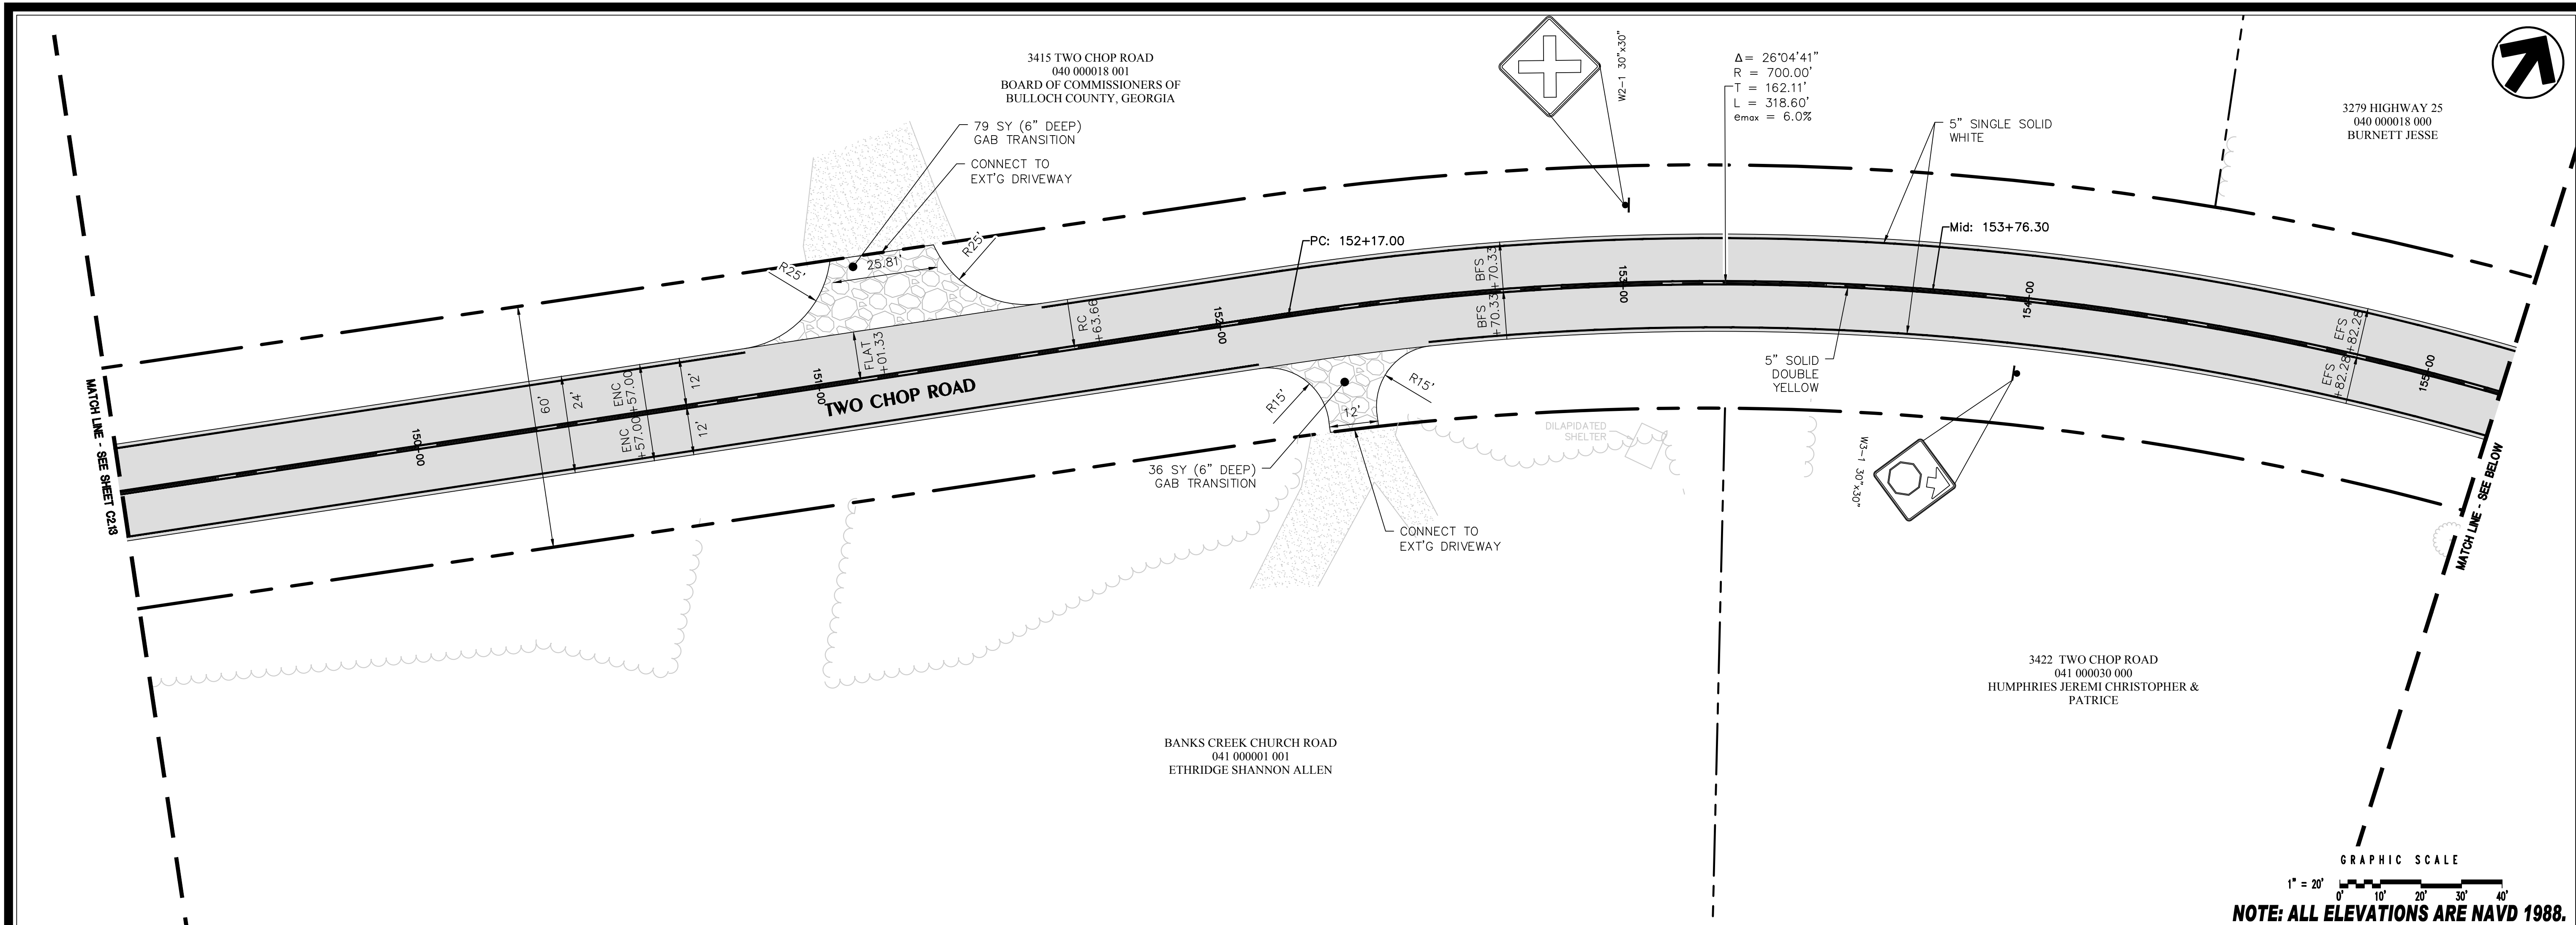 3415 TWO CHOP ROAD
040 000018 001
BOARD OF COMMISSIONERS OF
BULLOCH COUNTY, GEORGIA
79 SY (6" DEEP)
GAB TRANSITION
CONNECT TO
EXT'G DRIVEWAY
W2-1 30"x30"
Δ= 26°04'41"
R = 700.00'
T = 162.11'
L = 318.60'
emax = 6.0%
5" SINGLE SOLID
WHITE
3279 HIGHWAY 25
040 000018 000
BURNETT JESSE
R25'
25.81'
R25'
PC: 152+17.00
Mid: 153+76.30
MATCH LINE - SEE SHEET C2.13
150+00
60'
24'
ENC
+57.00
ENC
+57.00
12'
12'
151+00
TWO CHOP ROAD
FLAT
+01.33
RC
+63.66
152+00
BFS
+70.33
BFS
+70.33
153+00
154+00
EFS
+82.28
EFS
+82.28
155+00
5" SOLID
DOUBLE
YELLOW
R15'
R15'
12'
36 SY (6" DEEP)
GAB TRANSITION
CONNECT TO
EXT'G DRIVEWAY
DILAPIDATED
SHELTER
W3-1 30"x30"
MATCH LINE - SEE BELOW
3422 TWO CHOP ROAD
041 000030 000
HUMPHRIES JEREMI CHRISTOPHER &
PATRICE
BANKS CREEK CHURCH ROAD
041 000001 001
ETHRIDGE SHANNON ALLEN
GRAPHIC SCALE
1" = 20'
0' 10' 20' 30' 40'
NOTE: ALL ELEVATIONS ARE NAVD 1988.